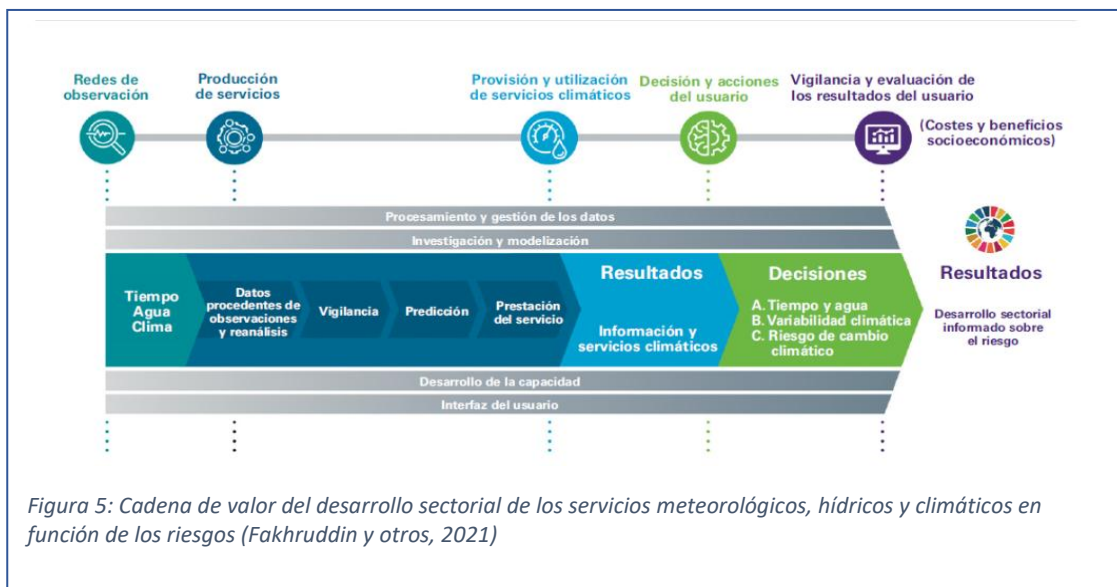 Redes de
observación
Producción
de servicios
Provisión y utilización
de servicios climáticos
Decisión y acciones
del usuario
Vigilancia y evaluación de
los resultados del usuario
(Costes y beneficios
socioeconómicos)
Procesamiento y gestión de los datos
Investigación y modelización
Tiempo
Agua
Clima
Datos
procedentes de
observaciones
y reanálisis
Vigilancia
Predicción
Prestación
del servicio
Resultados
Información y
servicios climáticos
Decisiones
A. Tiempo y agua
B. Variabilidad climática
C. Riesgo de cambio
climático
Resultados
Desarrollo sectorial
informado sobre
el riesgo
Desarrollo de la capacidad
Interfaz del usuario
Figura 5: Cadena de valor del desarrollo sectorial de los servicios meteorológicos, hídricos y climáticos en
función de los riesgos (Fakhruddin y otros, 2021)